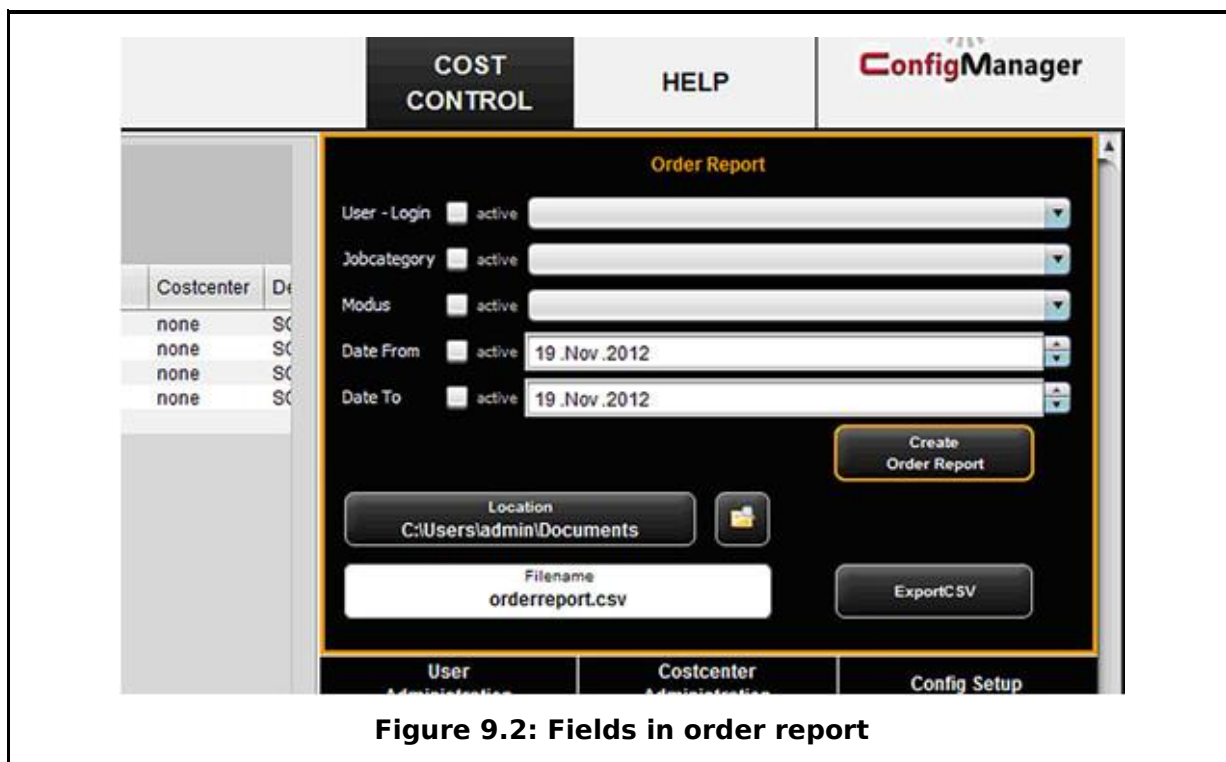 COST
CONTROL
HELP
ConfigManager
Costcenter
none
none
none
none
Order Report
User - Login active
Jobcategory active
Modus active
Date From active 19 .Nov .2012
Date To active 19 .Nov .2012
Create
Order Report
Location
C:\Users\admin\Documents
Filename
orderreport.csv
ExportCSV
User
Administration
Costcenter
Administration
Config Setup
Figure 9.2: Fields in order report